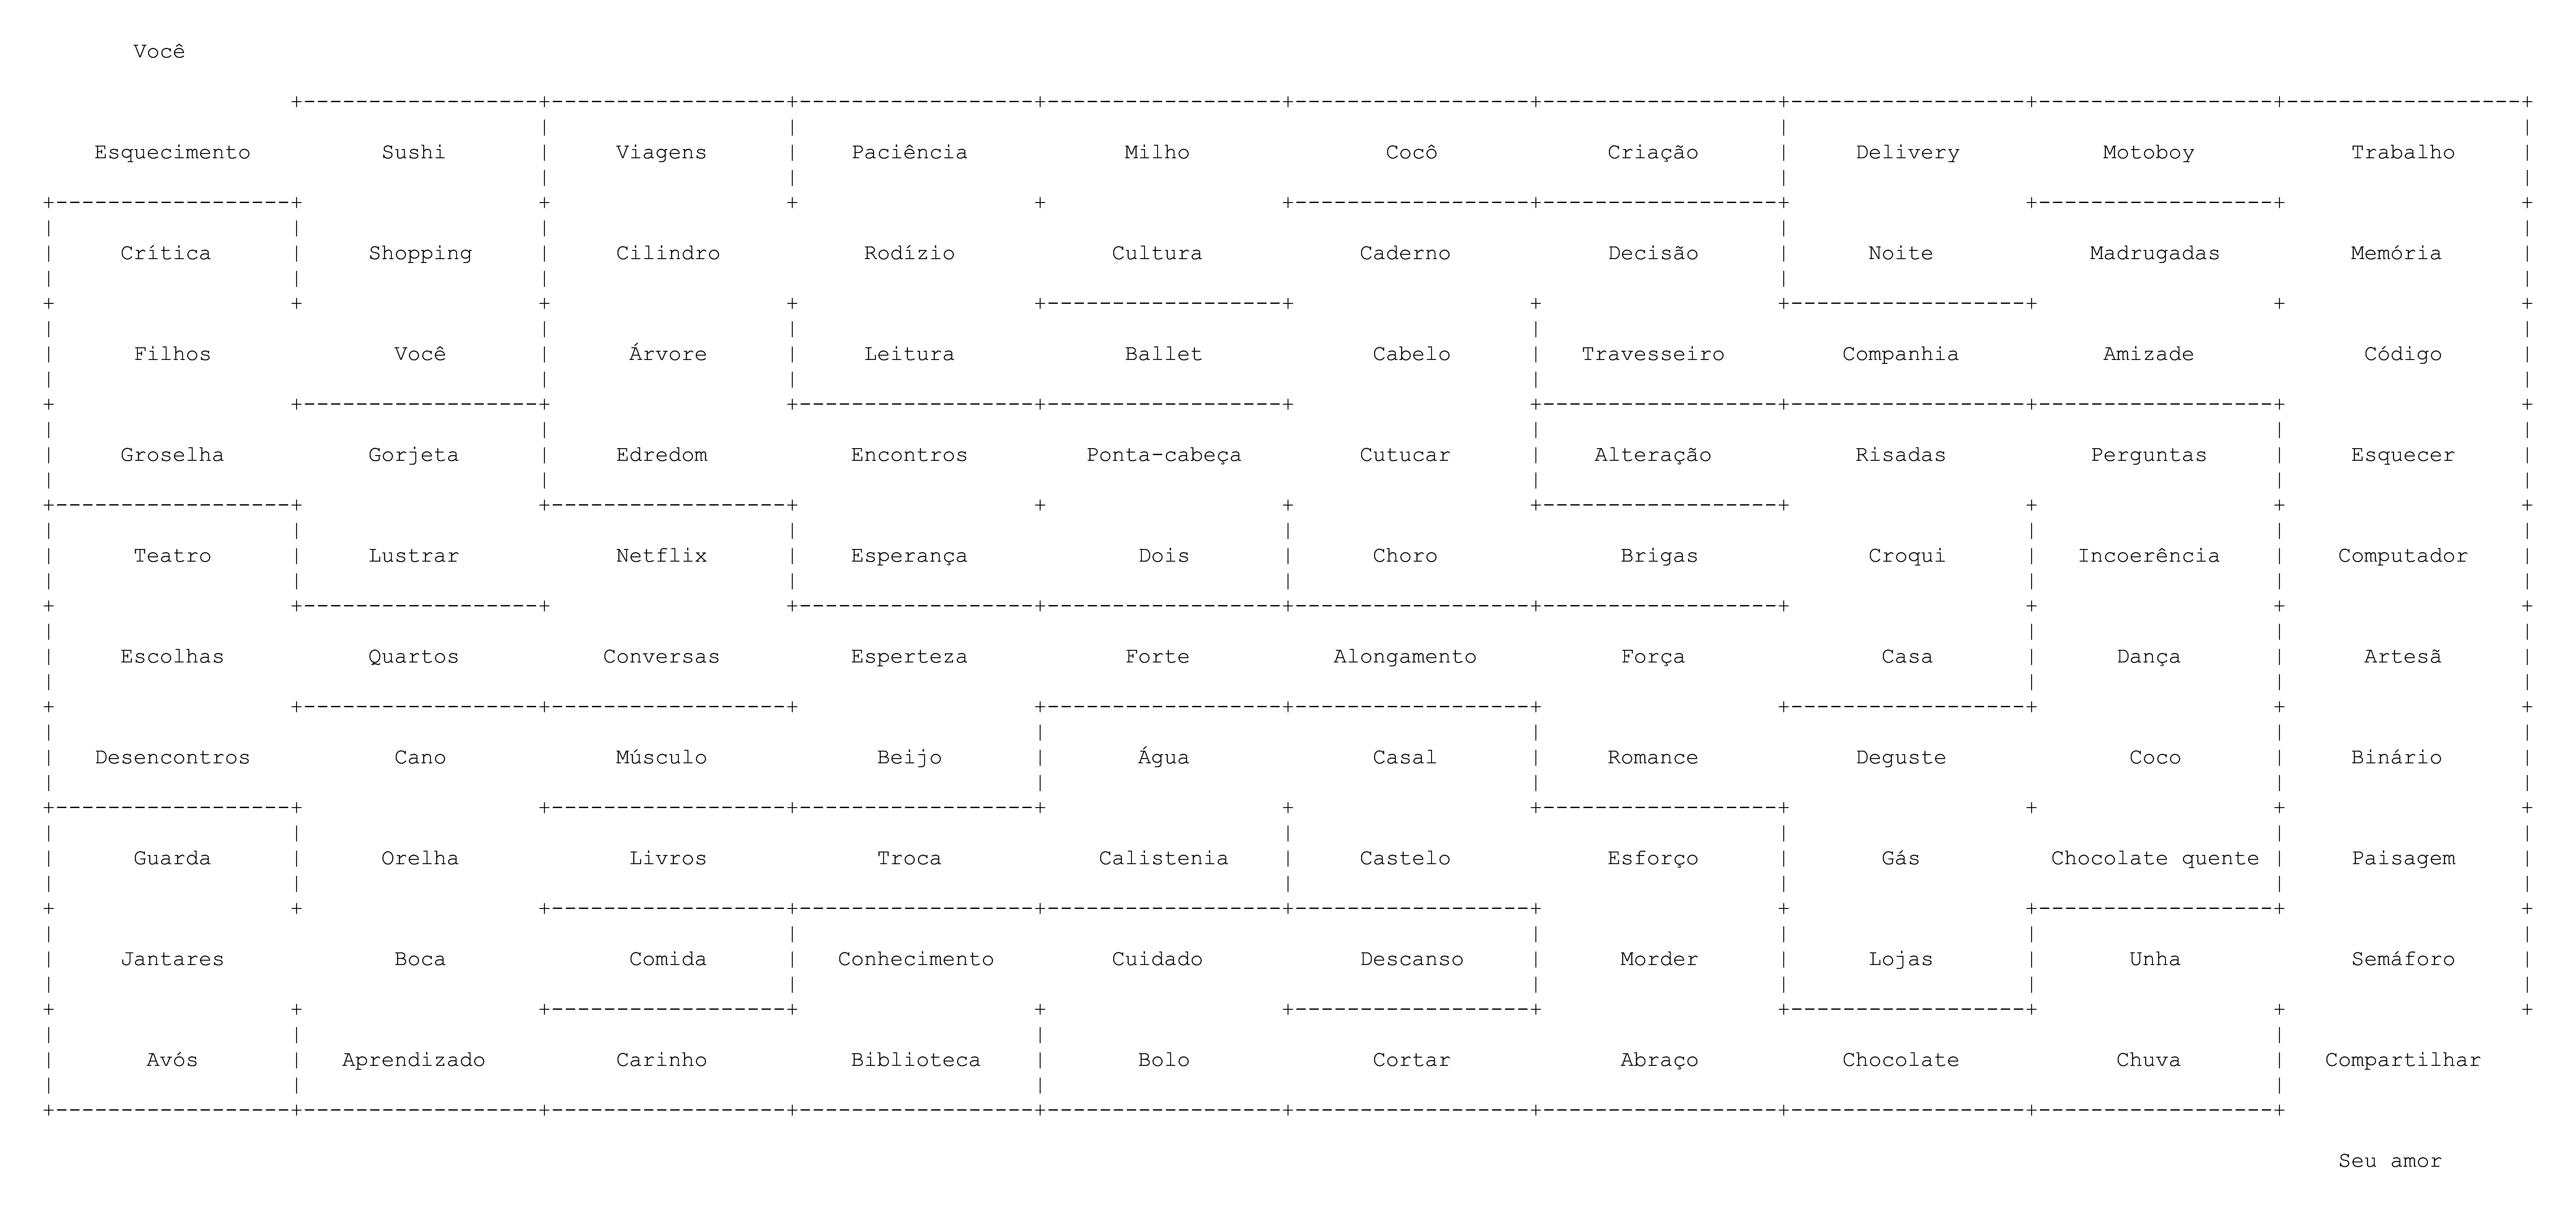 Você
Esquecimento Sushi Viagens Paciência Milho Cocô Criação Delivery Motoboy Trabalho
Crítica Shopping Cilindro Rodízio Cultura Caderno Decisão Noite Madrugadas Memória
Filhos Você Árvore Leitura Ballet Cabelo Travesseiro Companhia Amizade Código
Groselha Gorjeta Edredom Encontros Ponta-cabeça Cutucar Alteração Risadas Perguntas Esquecer
Teatro Lustrar Netflix Esperança Dois Choro Brigas Croqui Incoerência Computador
Escolhas Quartos Conversas Esperteza Forte Alongamento Força Casa Dança Artesã
Desencontros Cano Músculo Beijo Água Casal Romance Deguste Coco Binário
Guarda Orelha Livros Troca Calistenia Castelo Esforço Gás Chocolate quente Paisagem
Jantares Boca Comida Conhecimento Cuidado Descanso Morder Lojas Unha Semáforo
Avós Aprendizado Carinho Biblioteca Bolo Cortar Abraço Chocolate Chuva Compartilhar
Seu amor